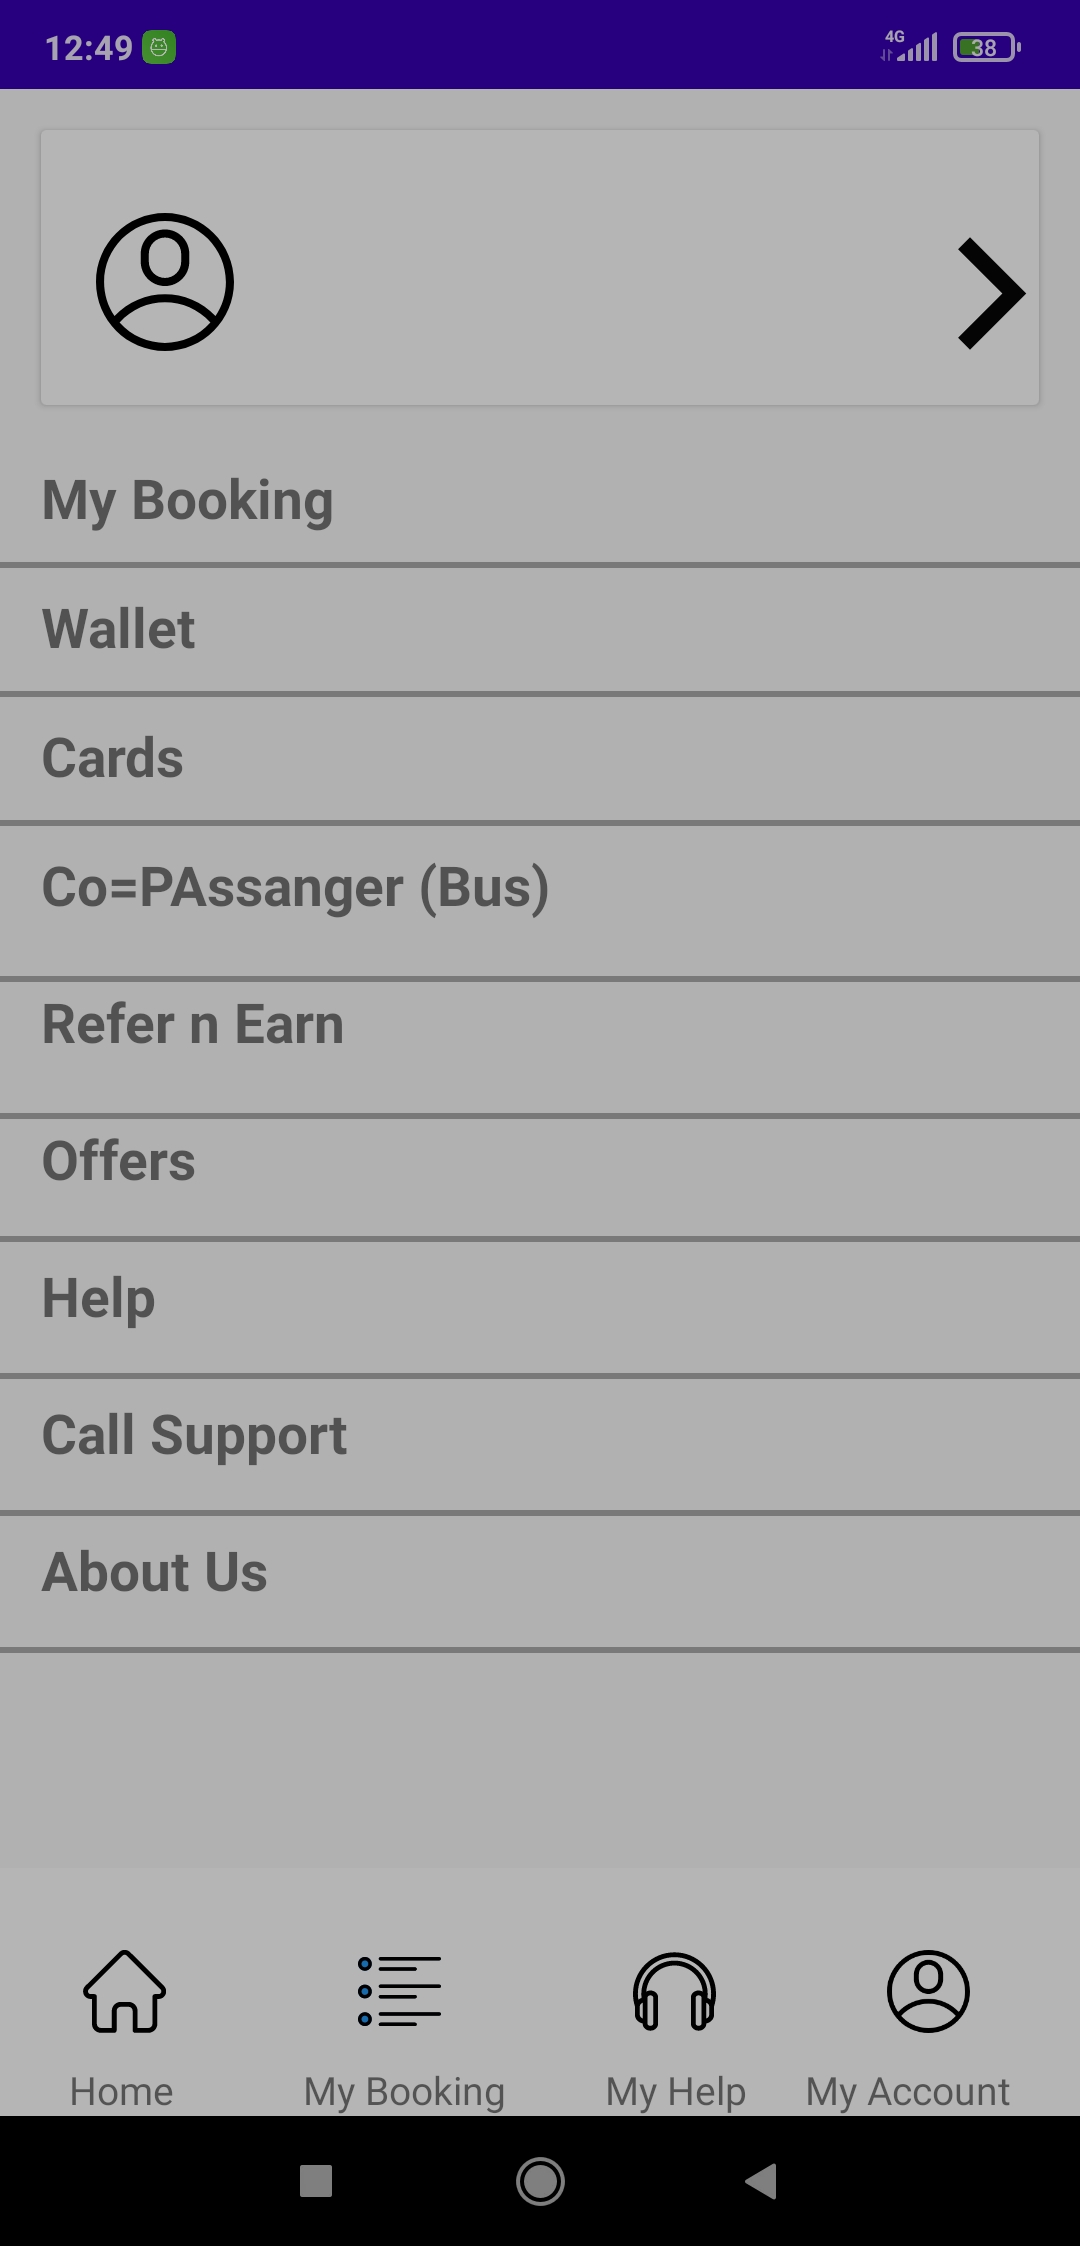 12:49
4G
38
My Booking
Wallet
Cards
Co=PAssanger (Bus)
Refer n Earn
Offers
Help
Call Support
About Us
Home
My Booking
My Help
My Account